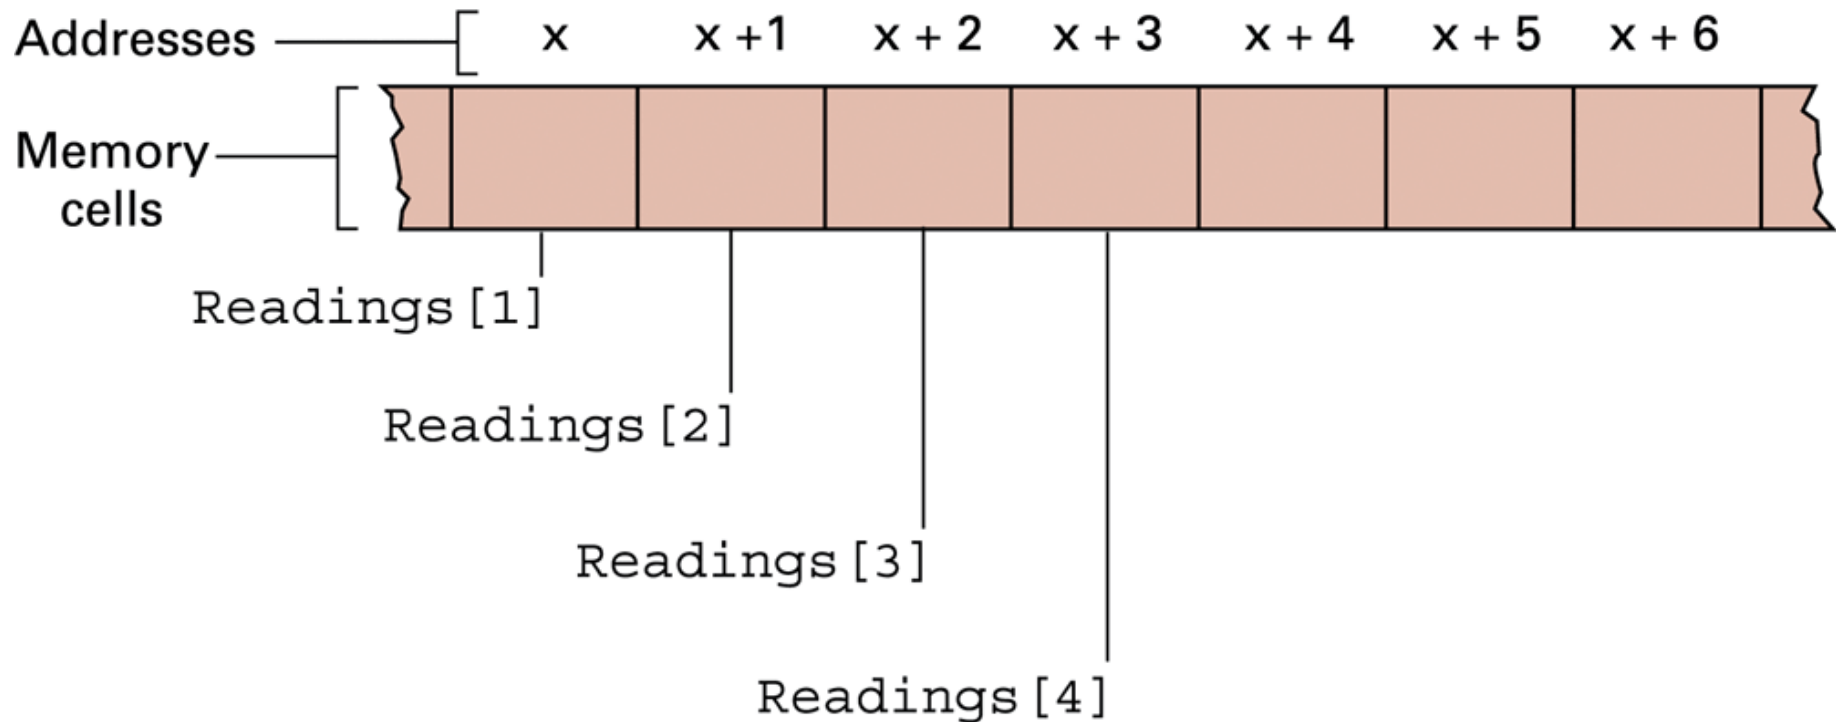 Addresses x x +1 x + 2 x + 3 x + 4 x + 5 x + 6
Memory
cells
Readings[1]
Readings[2]
Readings[3]
Readings[4]